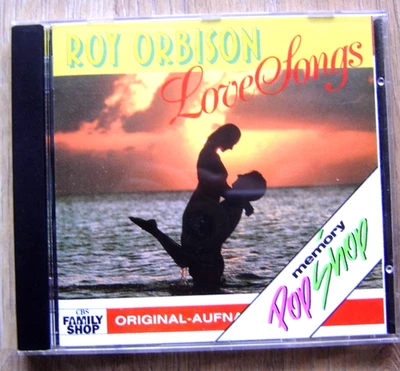 ROY ORBISON
Love Songs
memory
Pop Shop
CBS
FAMILY
SHOP
ORIGINAL-AUFNA